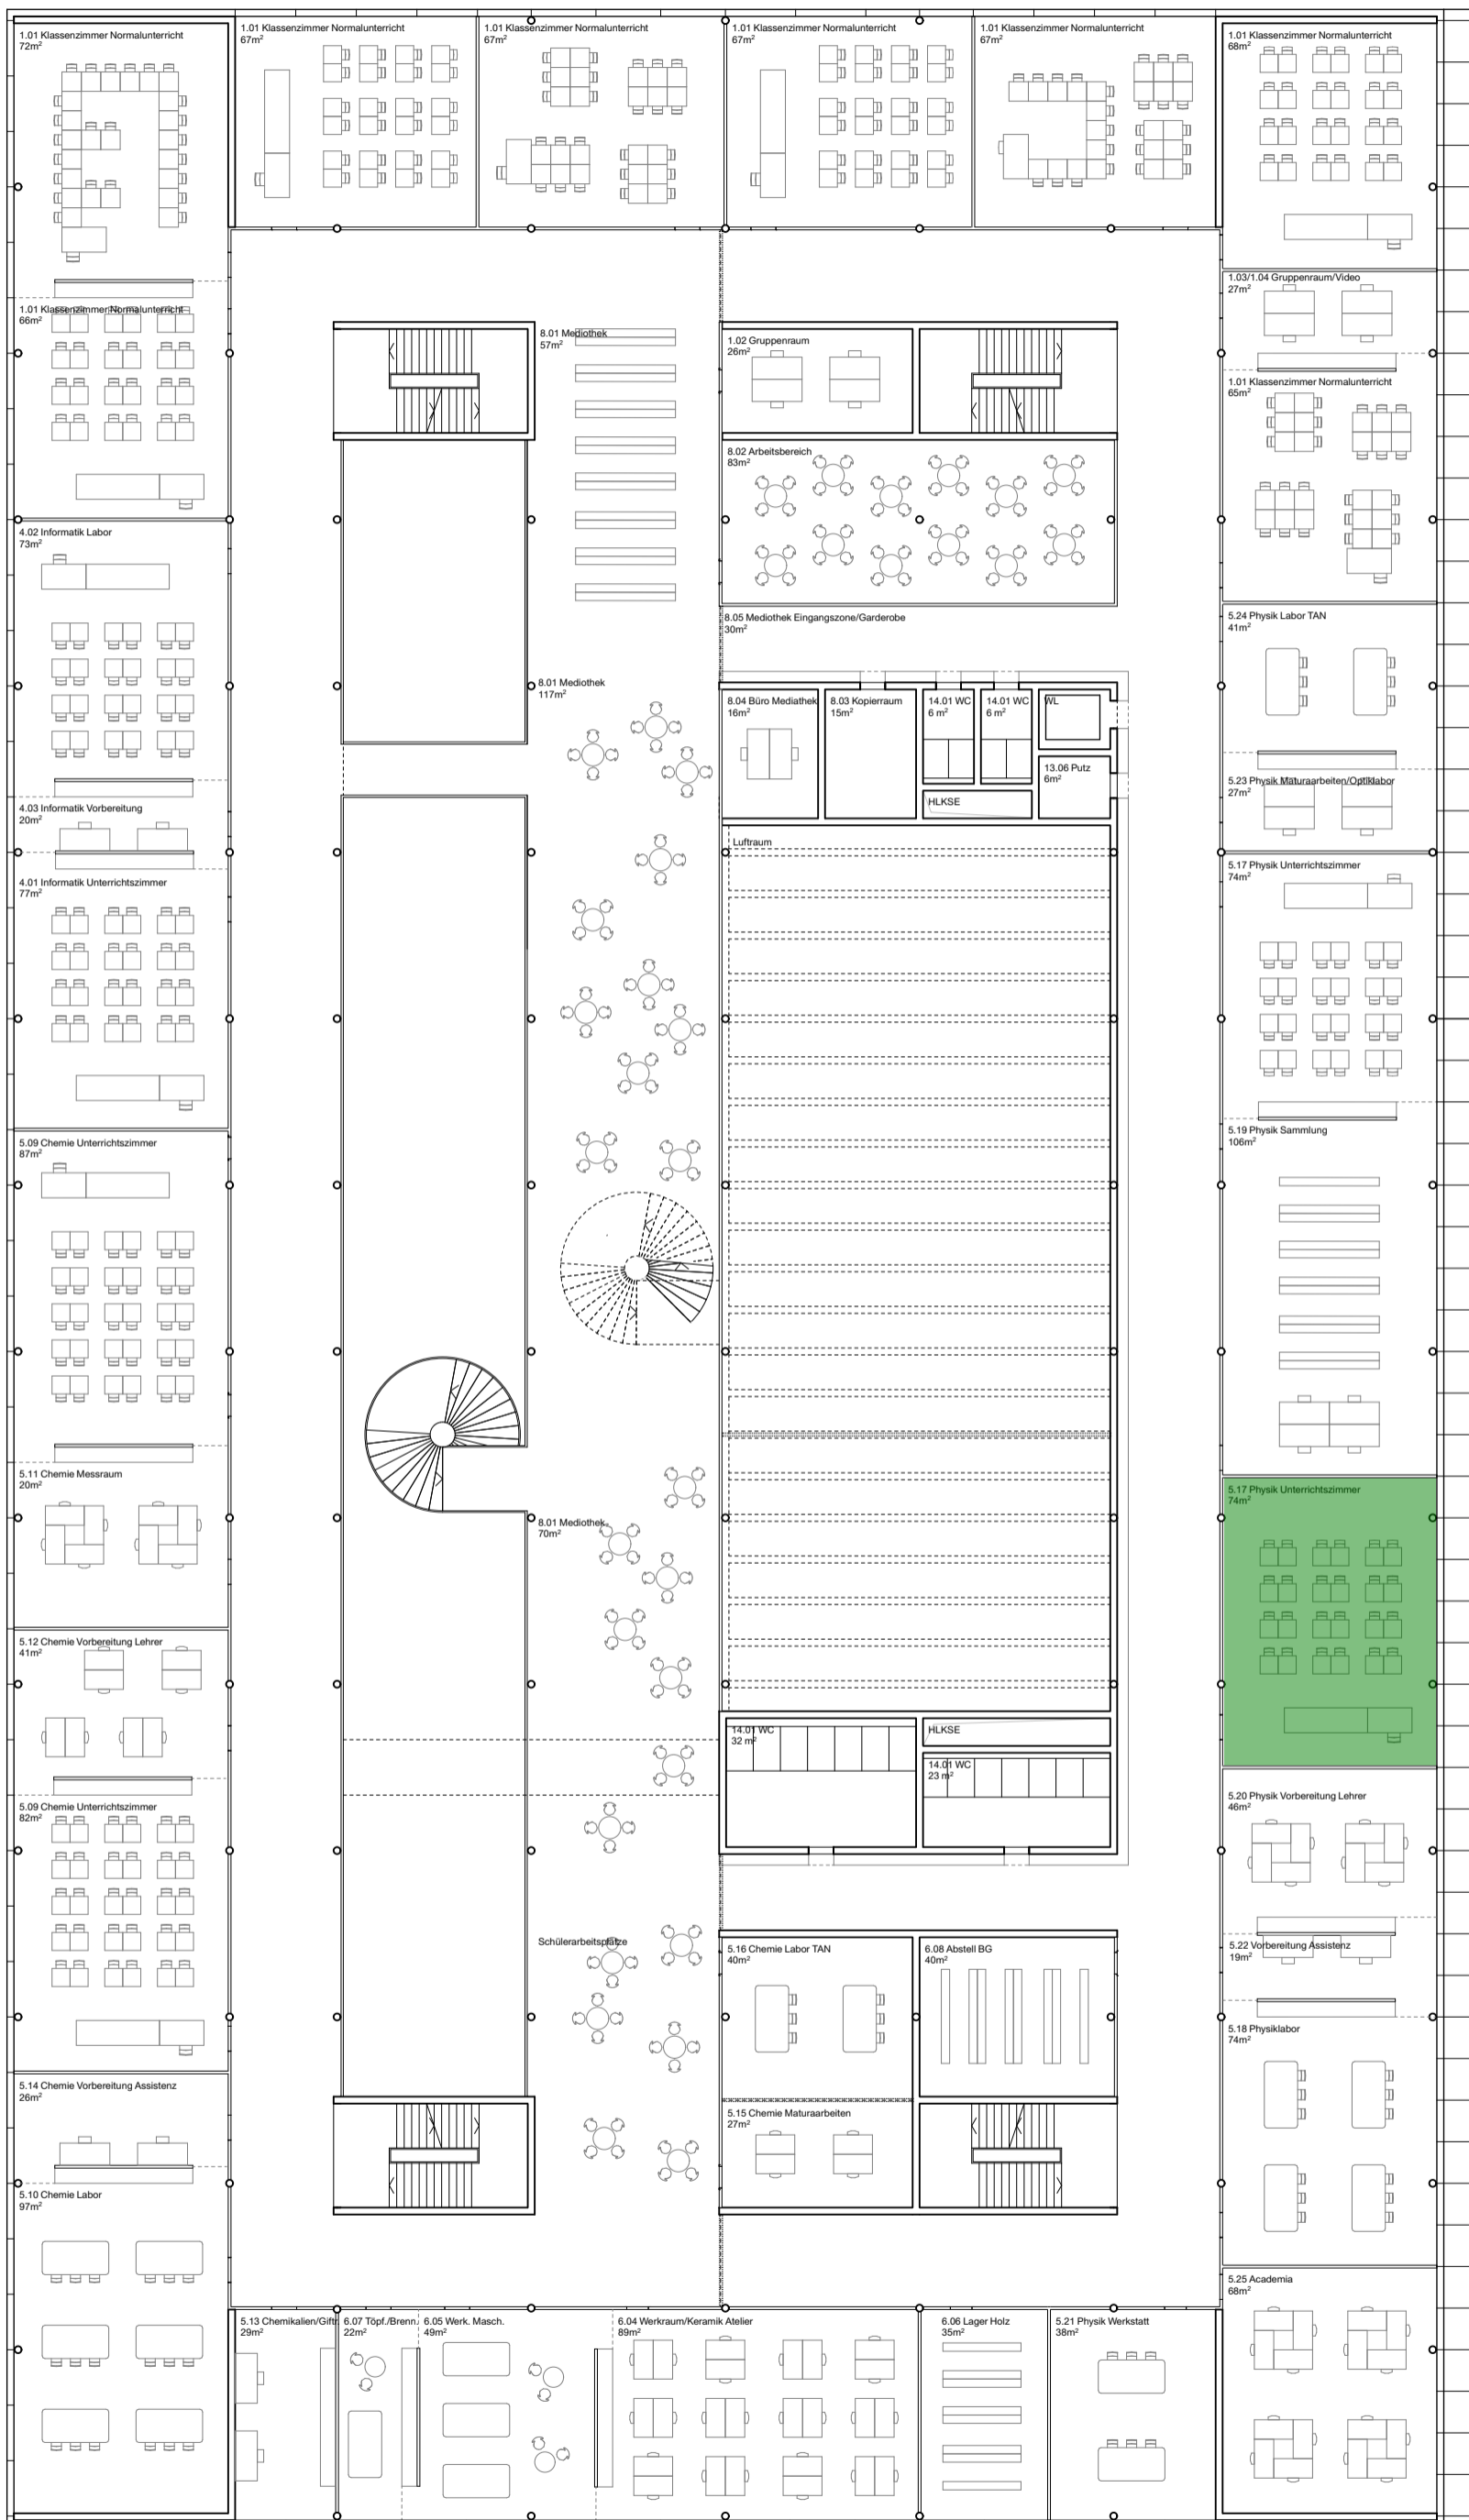 1.01 Klassenzimmer Normalunterricht
72m²
1.01 Klassenzimmer Normalunterricht
67m²
1.01 Klassenzimmer Normalunterricht
67m²
1.01 Klassenzimmer Normalunterricht
67m²
1.01 Klassenzimmer Normalunterricht
67m²
1.01 Klassenzimmer Normalunterricht
68m²
1.03/1.04 Gruppenraum/Video
27m²
1.01 Klassenzimmer Normalunterricht
66m²
8.01 Mediothek
57m²
1.02 Gruppenraum
26m²
1.01 Klassenzimmer Normalunterricht
65m²
8.02 Arbeitsbereich
83m²
4.02 Informatik Labor
73m²
8.05 Mediothek Eingangszone/Garderobe
30m²
5.24 Physik Labor TAN
41m²
8.01 Mediothek
117m²
8.04 Büro Mediathek
16m²
8.03 Kopierraum
15m²
14.01 WC
6 m²
14.01 WC
6 m²
WL
13.06 Putz
6m²
HLKSE
5.23 Physik Maturaarbeiten/Optiklabor
27m²
4.03 Informatik Vorbereitung
20m²
Luftraum
5.17 Physik Unterrichtszimmer
74m²
4.01 Informatik Unterrichtszimmer
77m²
5.19 Physik Sammlung
106m²
5.09 Chemie Unterrichtszimmer
87m²
5.11 Chemie Messraum
20m²
5.17 Physik Unterrichtszimmer
74m²
8.01 Mediothek
70m²
5.12 Chemie Vorbereitung Lehrer
41m²
14.01 WC
32 m²
HLKSE
14.01 WC
23 m²
5.20 Physik Vorbereitung Lehrer
46m²
5.09 Chemie Unterrichtszimmer
82m²
Schülerarbeitsplätze
5.16 Chemie Labor TAN
40m²
6.08 Abstell BG
40m²
5.22 Vorbereitung Assistenz
19m²
5.18 Physiklabor
74m²
5.14 Chemie Vorbereitung Assistenz
26m²
5.15 Chemie Maturaarbeiten
27m²
5.10 Chemie Labor
97m²
5.25 Academia
68m²
5.13 Chemikalien/Gift
29m²
6.07 Töpf./Brenn.
22m²
6.05 Werk. Masch.
49m²
6.04 Werkraum/Keramik Atelier
89m²
6.06 Lager Holz
35m²
5.21 Physik Werkstatt
38m²